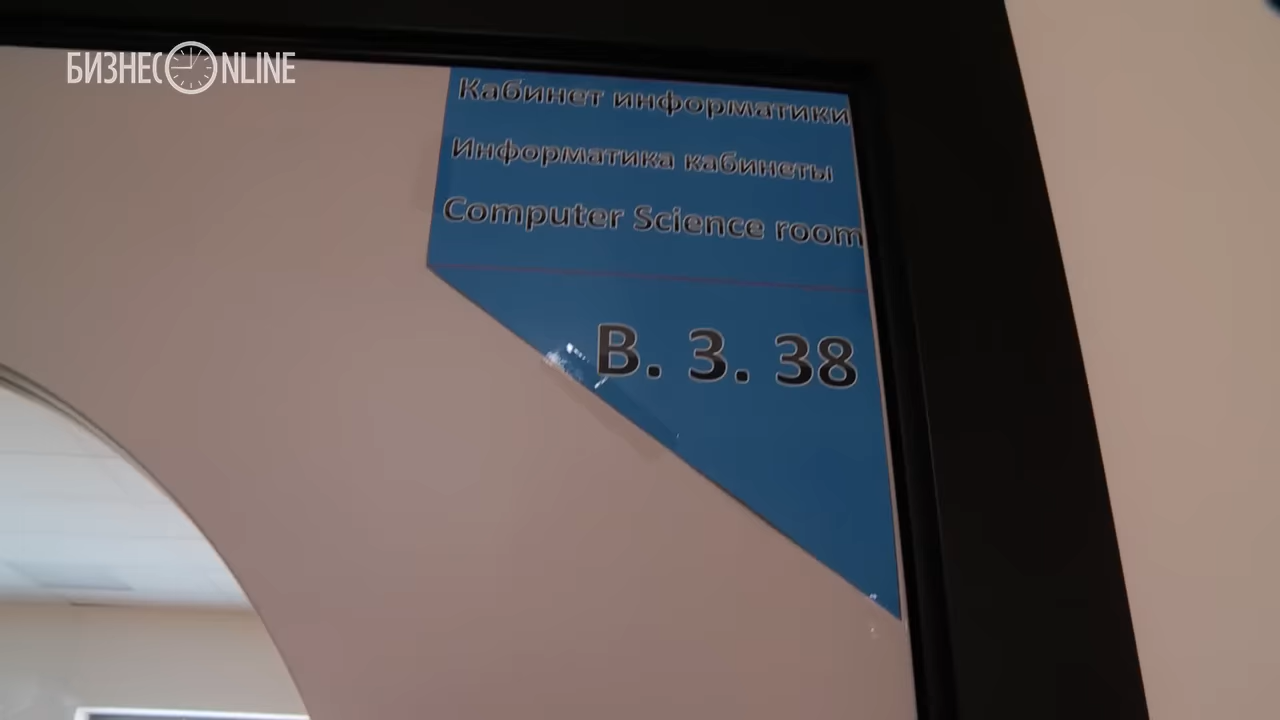 БИЗНЕС ONLINE
Кабинет информатики
Информатика кабинеты
Computer Science room
B. 3. 38